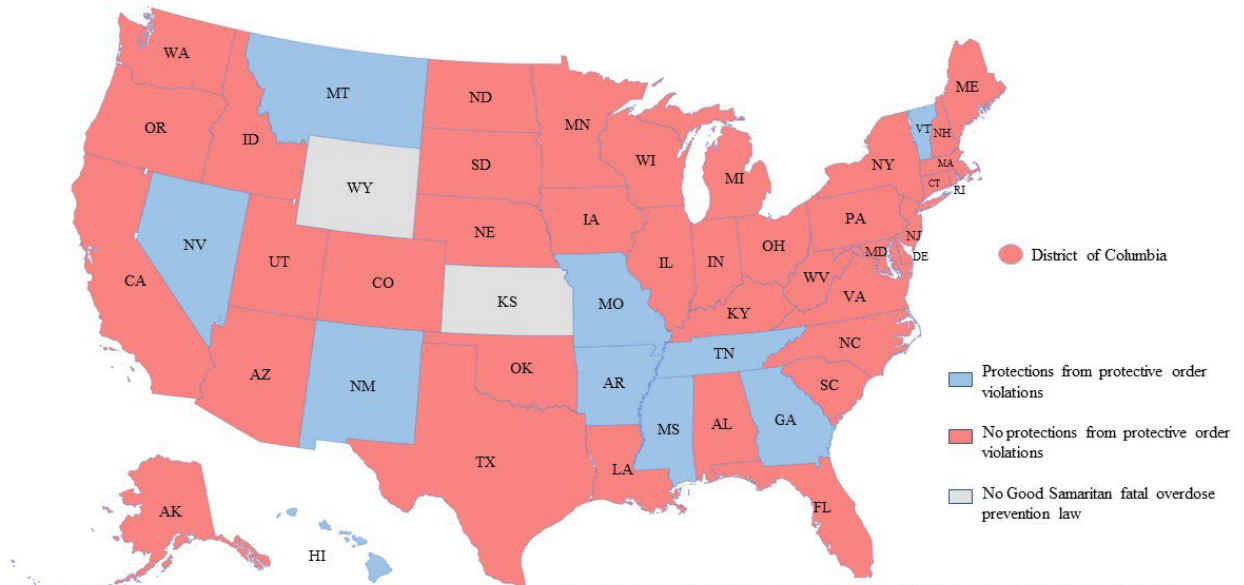 WA
MT
ND
ME
OR
ID
MN
VT
NH
SD
WI
NY
MA
WY
MI
CT
RI
IA
NE
PA
NV
OH
NJ
UT
IL
IN
MD
DE
CA
CO
WV
District of Columbia
KS
MO
VA
KY
NC
TN
AZ
OK
NM
AR
SC
Protections from protective order
violations
MS
AL
GA
No protections from protective order
violations
TX
LA
No Good Samaritan fatal overdose
prevention law
FL
AK
HI